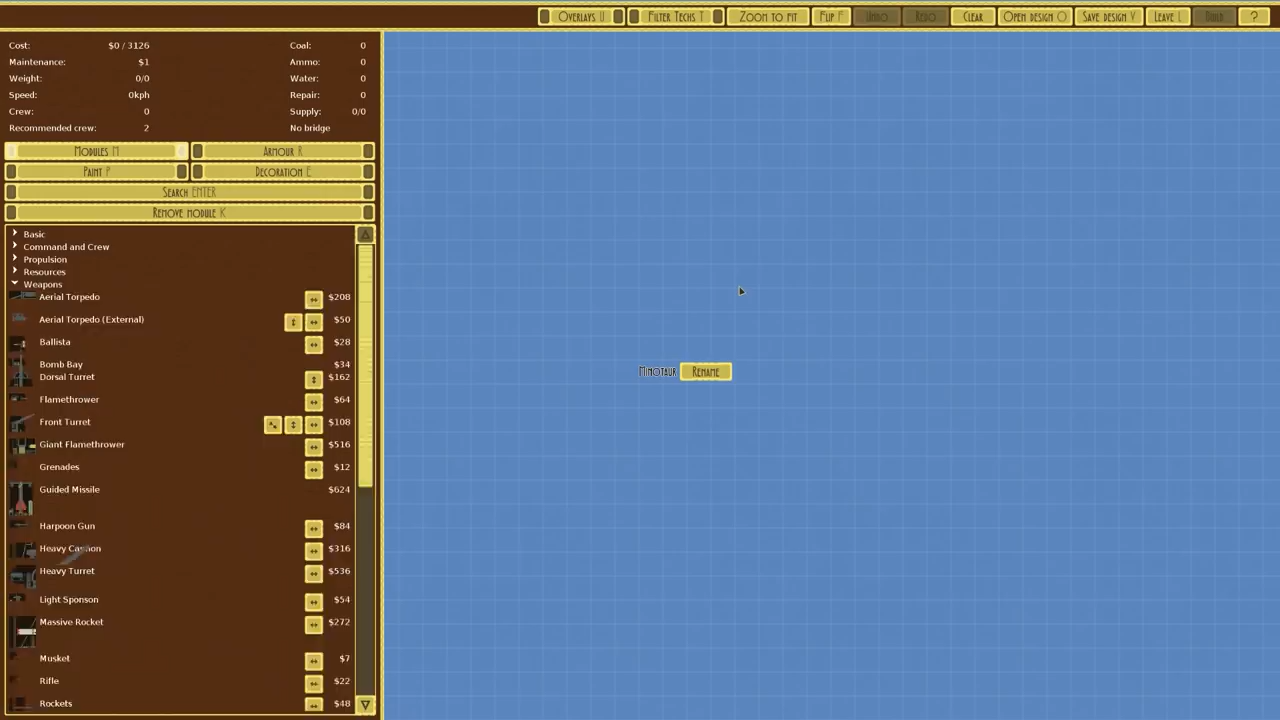 Overlays U
Filter Techs T
Zoom to fit
Flip F
Undo
Redo
Clear
Open design O
Save design V
Leave L
Build
?
Cost: $0 / 3126
Coal: 0
Maintenance: $1
Ammo: 0
Weight: 0/0
Water: 0
Speed: 0kph
Repair: 0
Crew: 0
Supply: 0/0
Recommended crew: 2
No bridge
Modules M
Armour R
Paint P
Decoration E
Search ENTER
Remove module K
Basic
Command and Crew
Propulsion
Resources
Weapons
Aerial Torpedo $208
Aerial Torpedo (External) $50
Ballista $28
Bomb Bay $34
Dorsal Turret $162
Flamethrower $64
Front Turret $108
Giant Flamethrower $516
Grenades $12
Guided Missile $624
Harpoon Gun $84
Heavy Cannon $316
Heavy Turret $536
Light Sponson $54
Massive Rocket $272
Musket $7
Rifle $22
Rockets $48
Minotaur Rename